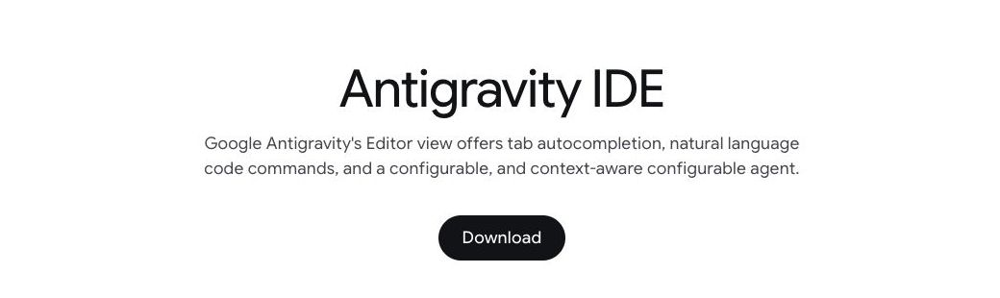 Antigravity IDE
Google Antigravity's Editor view offers tab autocompletion, natural language
code commands, and a configurable, and context-aware configurable agent.
Download